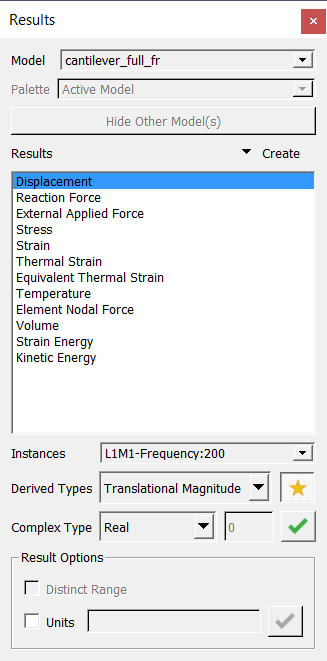 Results
Model cantilever_full_fr
Palette Active Model
Hide Other Model(s)
Results Create
Displacement
Reaction Force
External Applied Force
Stress
Strain
Thermal Strain
Equivalent Thermal Strain
Temperature
Element Nodal Force
Volume
Strain Energy
Kinetic Energy
Instances L1M1-Frequency:200
Derived Types Translational Magnitude
Complex Type Real 0
Result Options
Distinct Range
Units